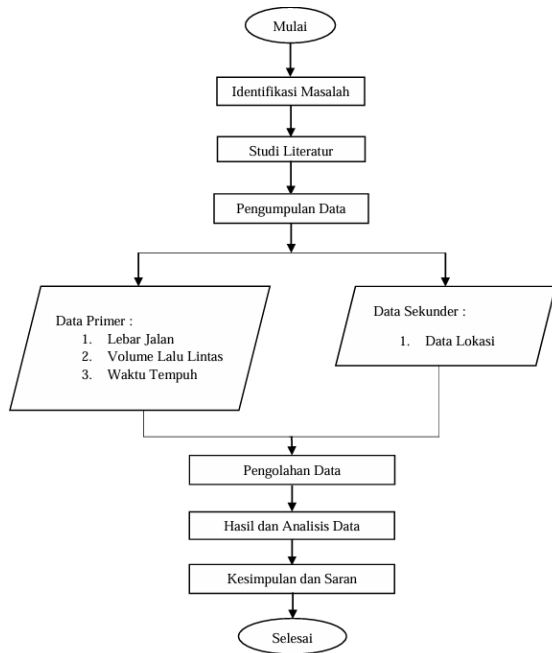 Mulai
Identifikasi Masalah
Studi Literatur
Pengumpulan Data
Data Primer :
1. Lebar Jalan
2. Volume Lalu Lintas
3. Waktu Tempuh
Data Sekunder :
1. Data Lokasi
Pengolahan Data
Hasil dan Analisis Data
Kesimpulan dan Saran
Selesai